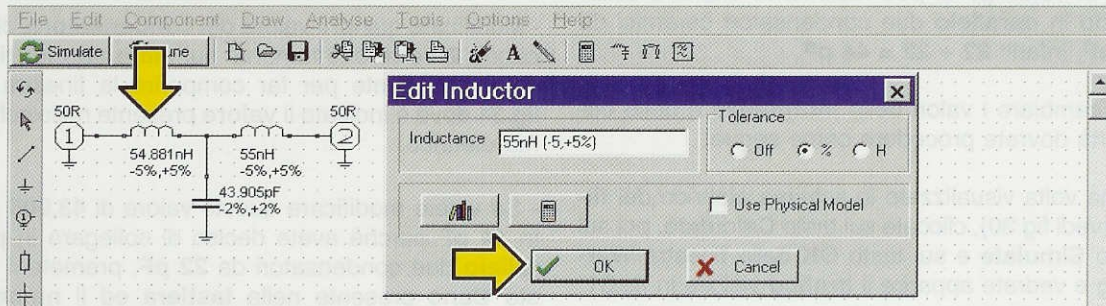 File Edit Component Draw Analyse Tools Options Help
Simulate Tune
50R 50R
1 2
54.881nH 55nH
-5%,+5% -5%,+5%
43.905pF
-2%,+2%
Edit Inductor
Inductance 55nH (-5,+5%)
Tolerance
Off % H
Use Physical Model
OK Cancel